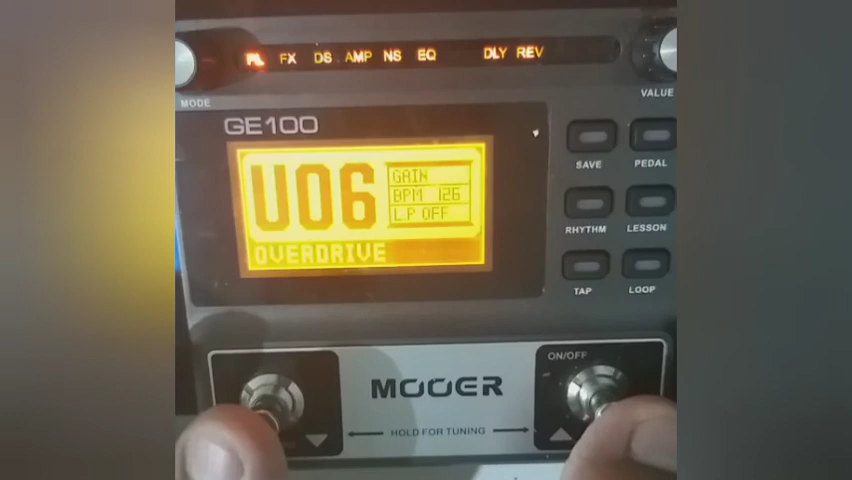 PL FX DS AMP NS EQ DLY REV
MODE
VALUE
GE100
U06
GAIN
BPM 126
L.P OFF
OVERDRIVE
SAVE
PEDAL
RHYTHM
LESSON
TAP
LOOP
ON/OFF
MOOER
HOLD FOR TUNING